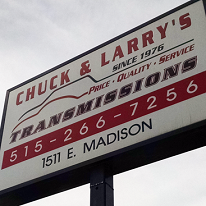 CHUCK & LARRY'S
SINCE 1976
PRICE · QUALITY · SERVICE
TRANSMISSIONS
515-266-7256
1511 E. MADISON